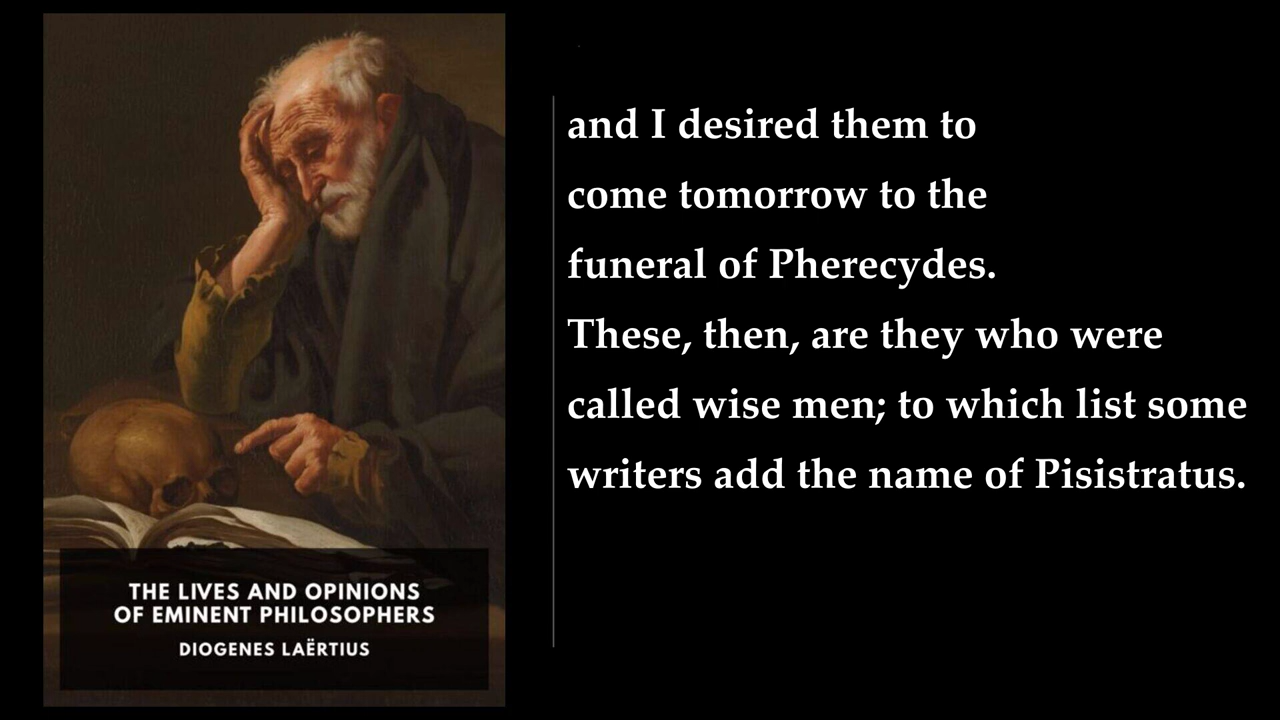 and I desired them to
come tomorrow to the
funeral of Pherecydes.
These, then, are they who were
called wise men; to which list some
writers add the name of Pisistratus.
THE LIVES AND OPINIONS
OF EMINENT PHILOSOPHERS
DIOGENES LAËRTIUS